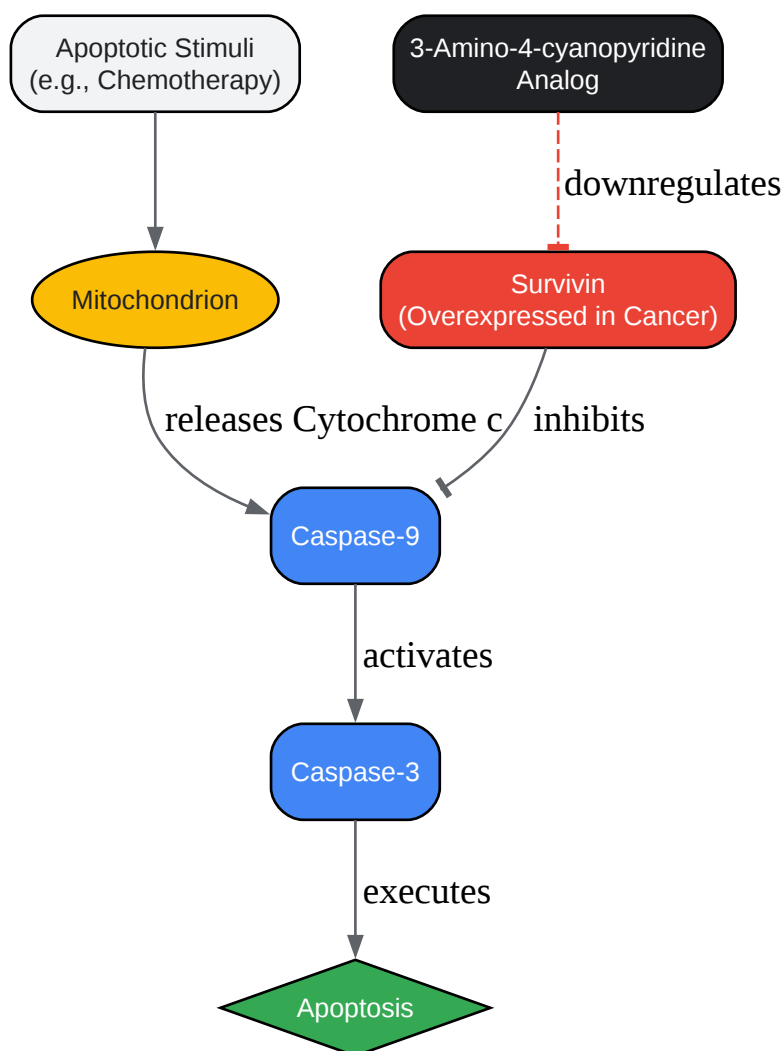 Apoptotic Stimuli
(e.g., Chemotherapy)
3-Amino-4-cyanopyridine
Analog
downregulates
Mitochondrion
Survivin
(Overexpressed in Cancer)
releases Cytochrome c
inhibits
Caspase-9
activates
Caspase-3
executes
Apoptosis